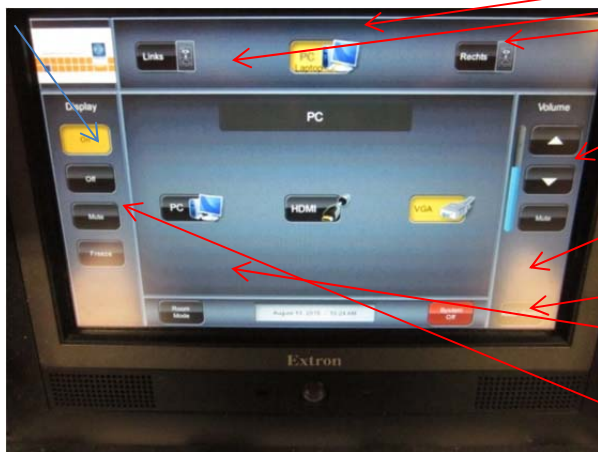 Links
PC
Laptop
Rechts
Display
On
Off
Mute
Freeze
PC
PC
HDMI
VGA
Volume
Mute
Room
Mode
System
Off
Extron